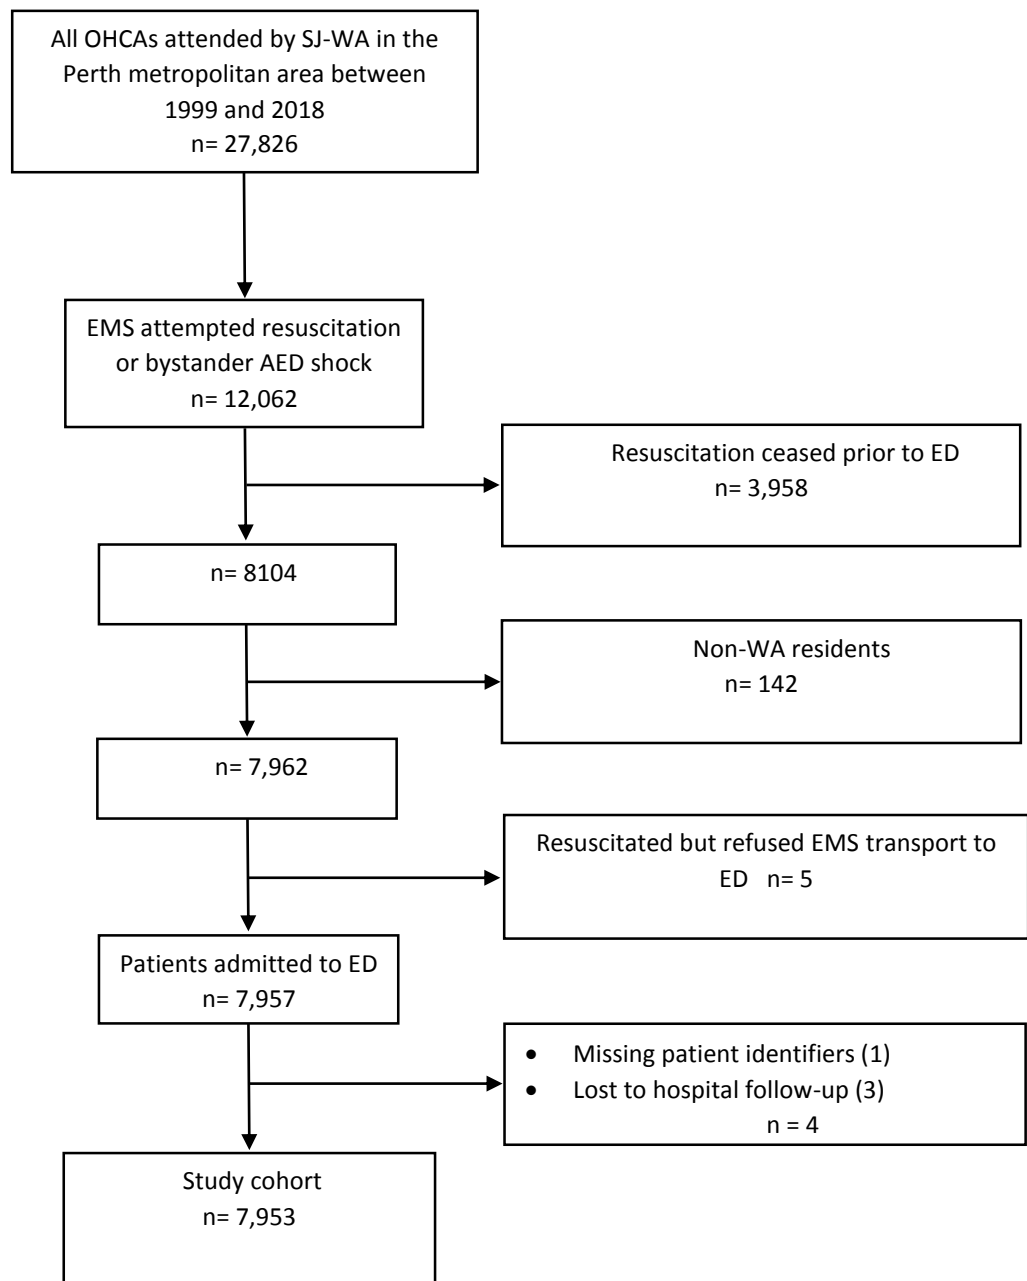 All OHCAs attended by SJ-WA in the
Perth metropolitan area between
1999 and 2018
n= 27,826
EMS attempted resuscitation
or bystander AED shock
n= 12,062
Resuscitation ceased prior to ED
n= 3,958
n= 8104
Non-WA residents
n= 142
n= 7,962
Resuscitated but refused EMS transport to
ED n= 5
Patients admitted to ED
n= 7,957
• Missing patient identifiers (1)
• Lost to hospital follow-up (3)
n = 4
Study cohort
n= 7,953